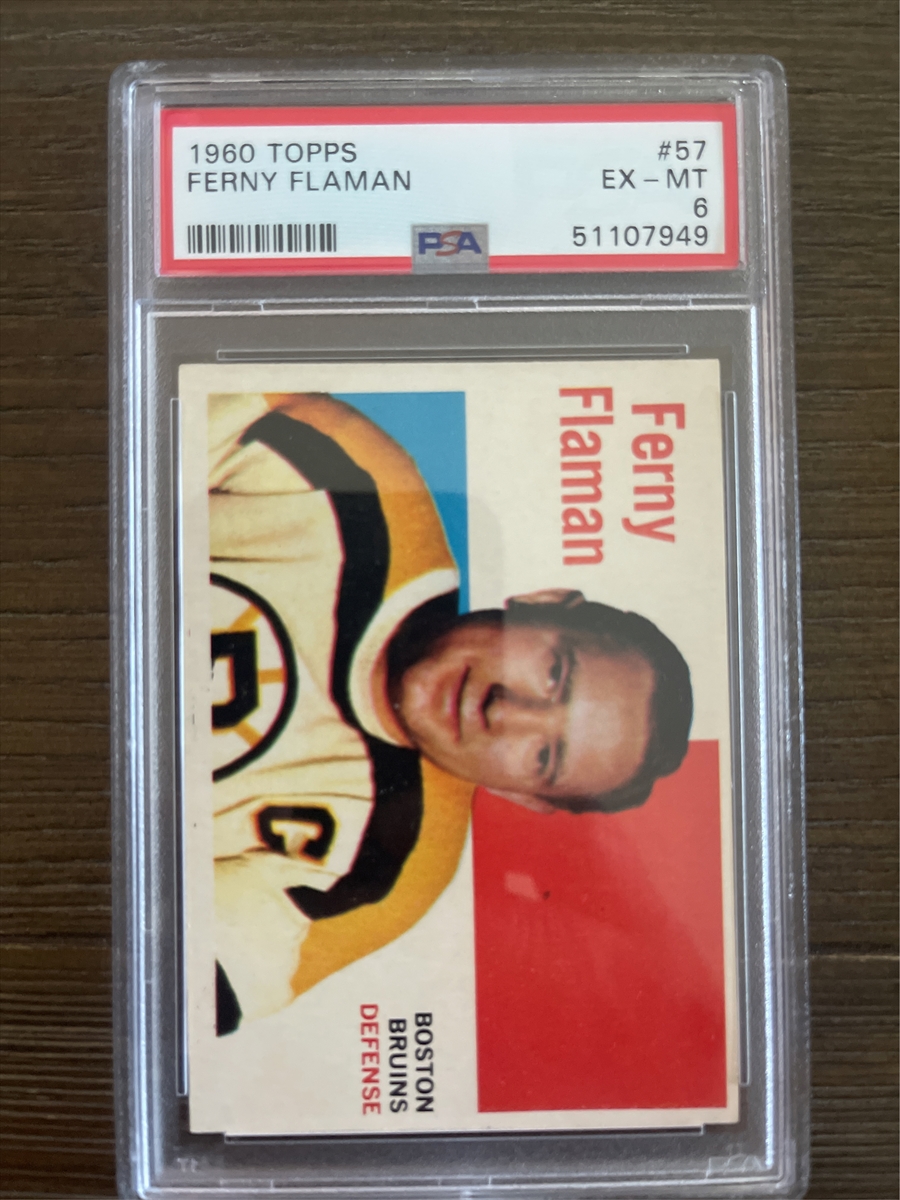 1960 TOPPS #57
FERNY FLAMAN EX - MT
6
51107949
PSA
Ferny
Flaman
B
C
BOSTON
BRUINS
DEFENSE